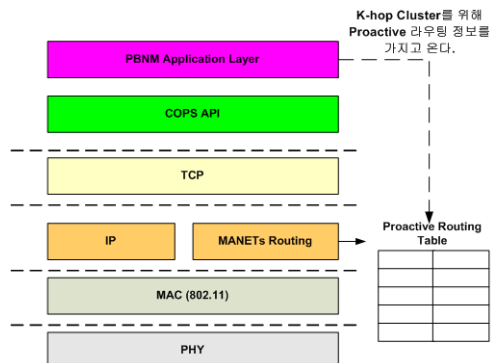 K-hop Cluster를 위해
Proactive 라우팅 정보를
가지고 온다.
PBNM Application Layer
COPS API
TCP
IP
MANETs Routing
Proactive Routing
Table
MAC (802.11)
PHY